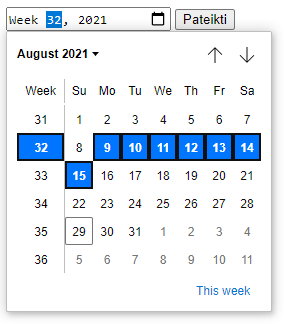 Week 32, 2021 Pateikti
August 2021
Week Su Mo Tu We Th Fr Sa
31 1 2 3 4 5 6 7
32 8 9 10 11 12 13 14
33 15 16 17 18 19 20 21
34 22 23 24 25 26 27 28
35 29 30 31 1 2 3 4
36 5 6 7 8 9 10 11
This week